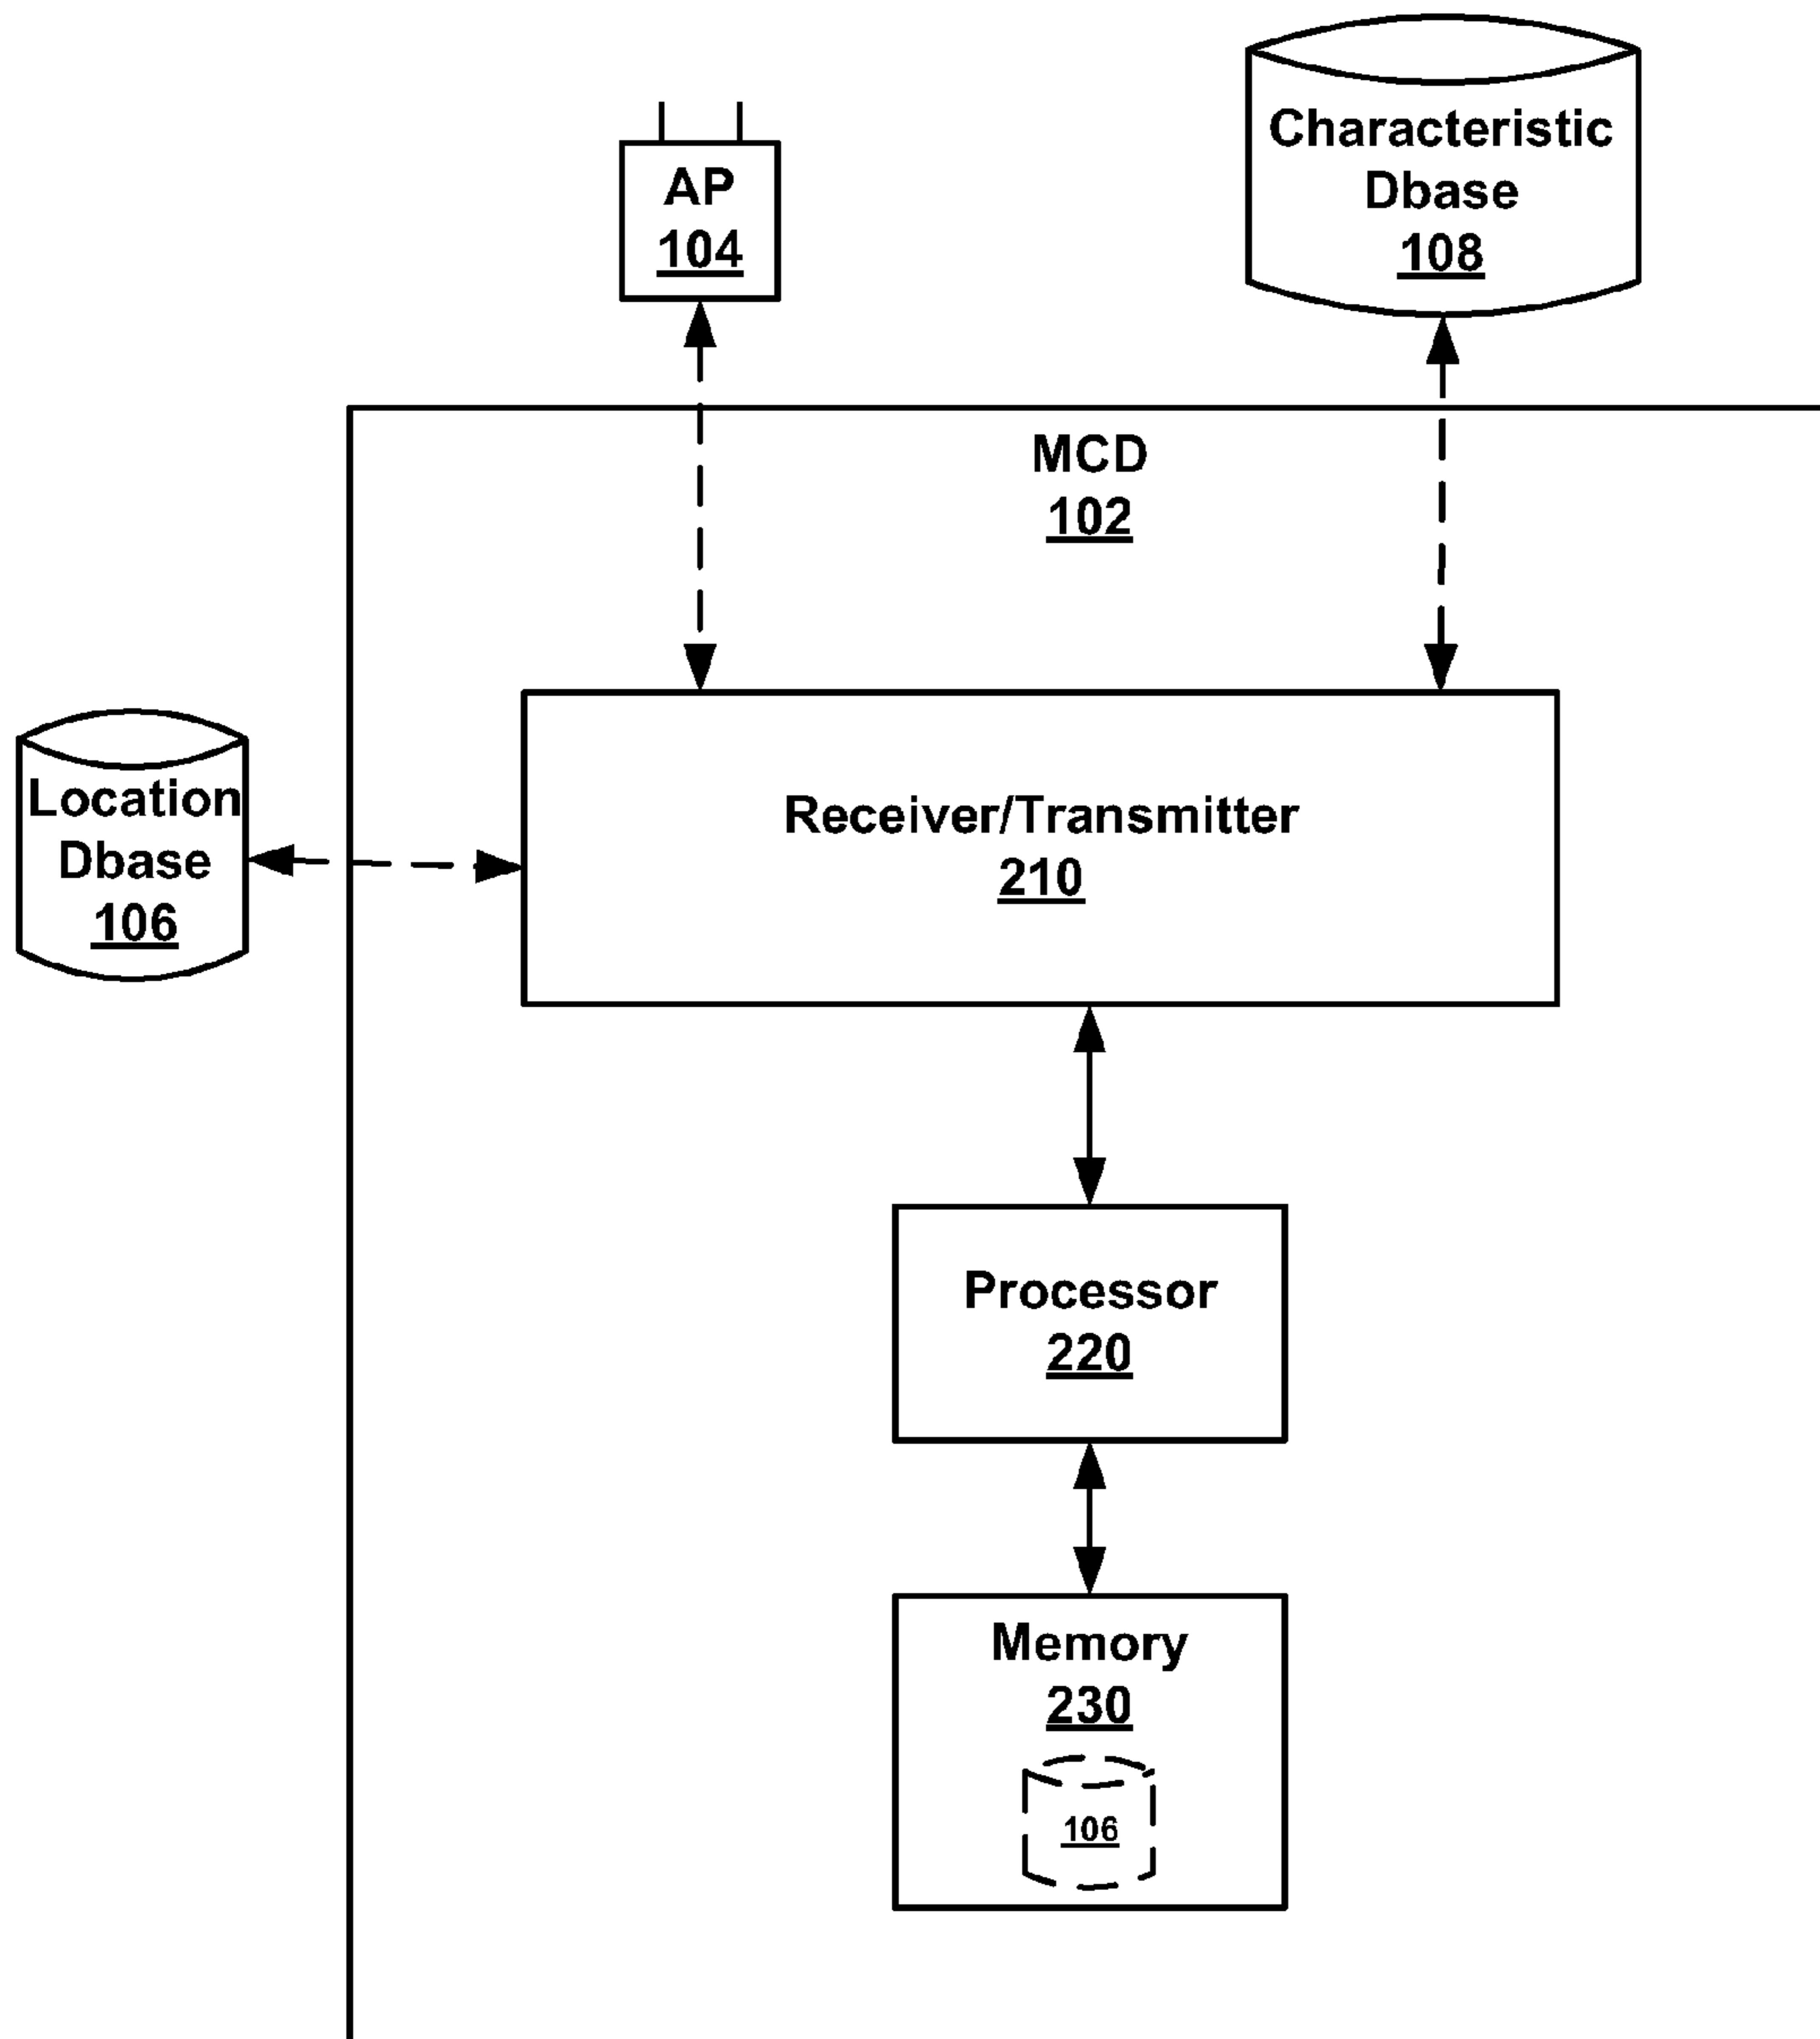 AP
104
Characteristic
Dbase
108
MCD
102
Location
Dbase
106
Receiver/Transmitter
210
Processor
220
Memory
230
106